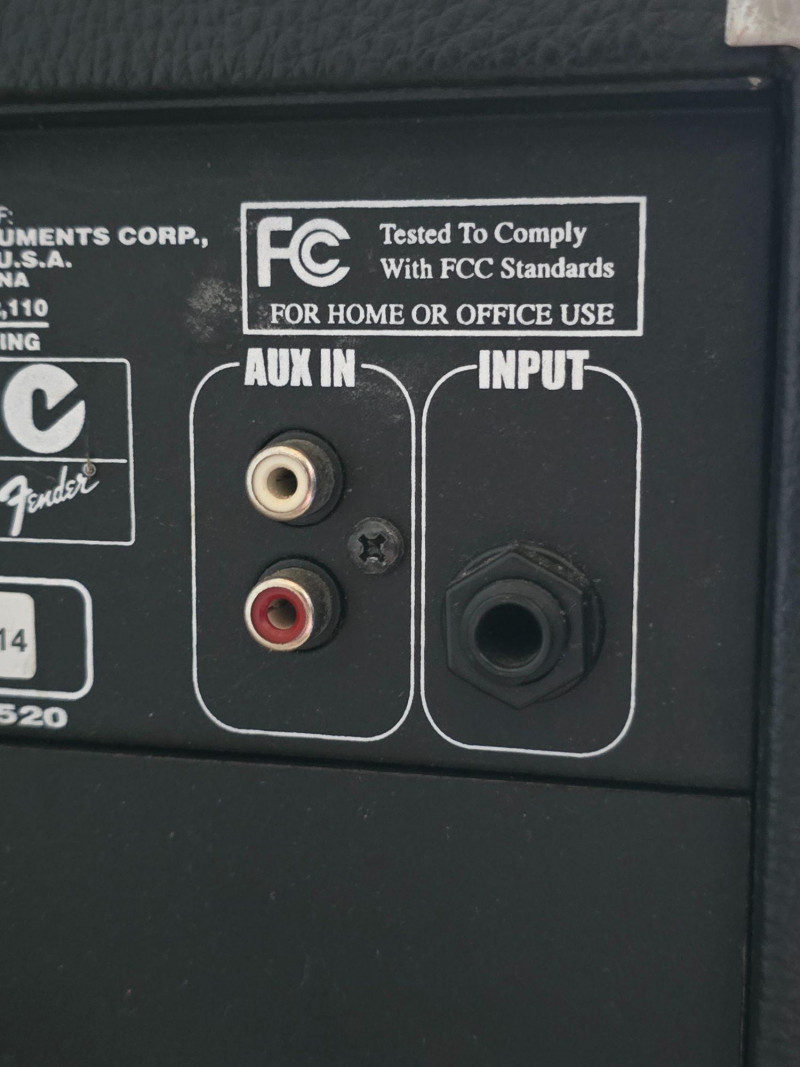 F:
UMENTS CORP.,
U.S.A.
NA
,110
ING
FC Tested To Comply
With FCC Standards
FOR HOME OR OFFICE USE
AUX IN
INPUT
Fender®
14
520